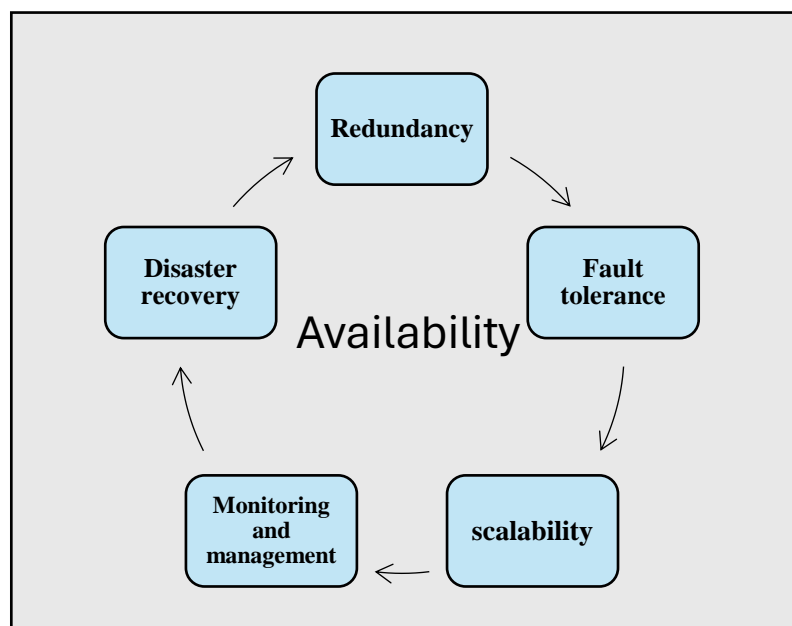 Redundancy
Disaster
recovery
Fault
tolerance
Availability
Monitoring
and
management
scalability